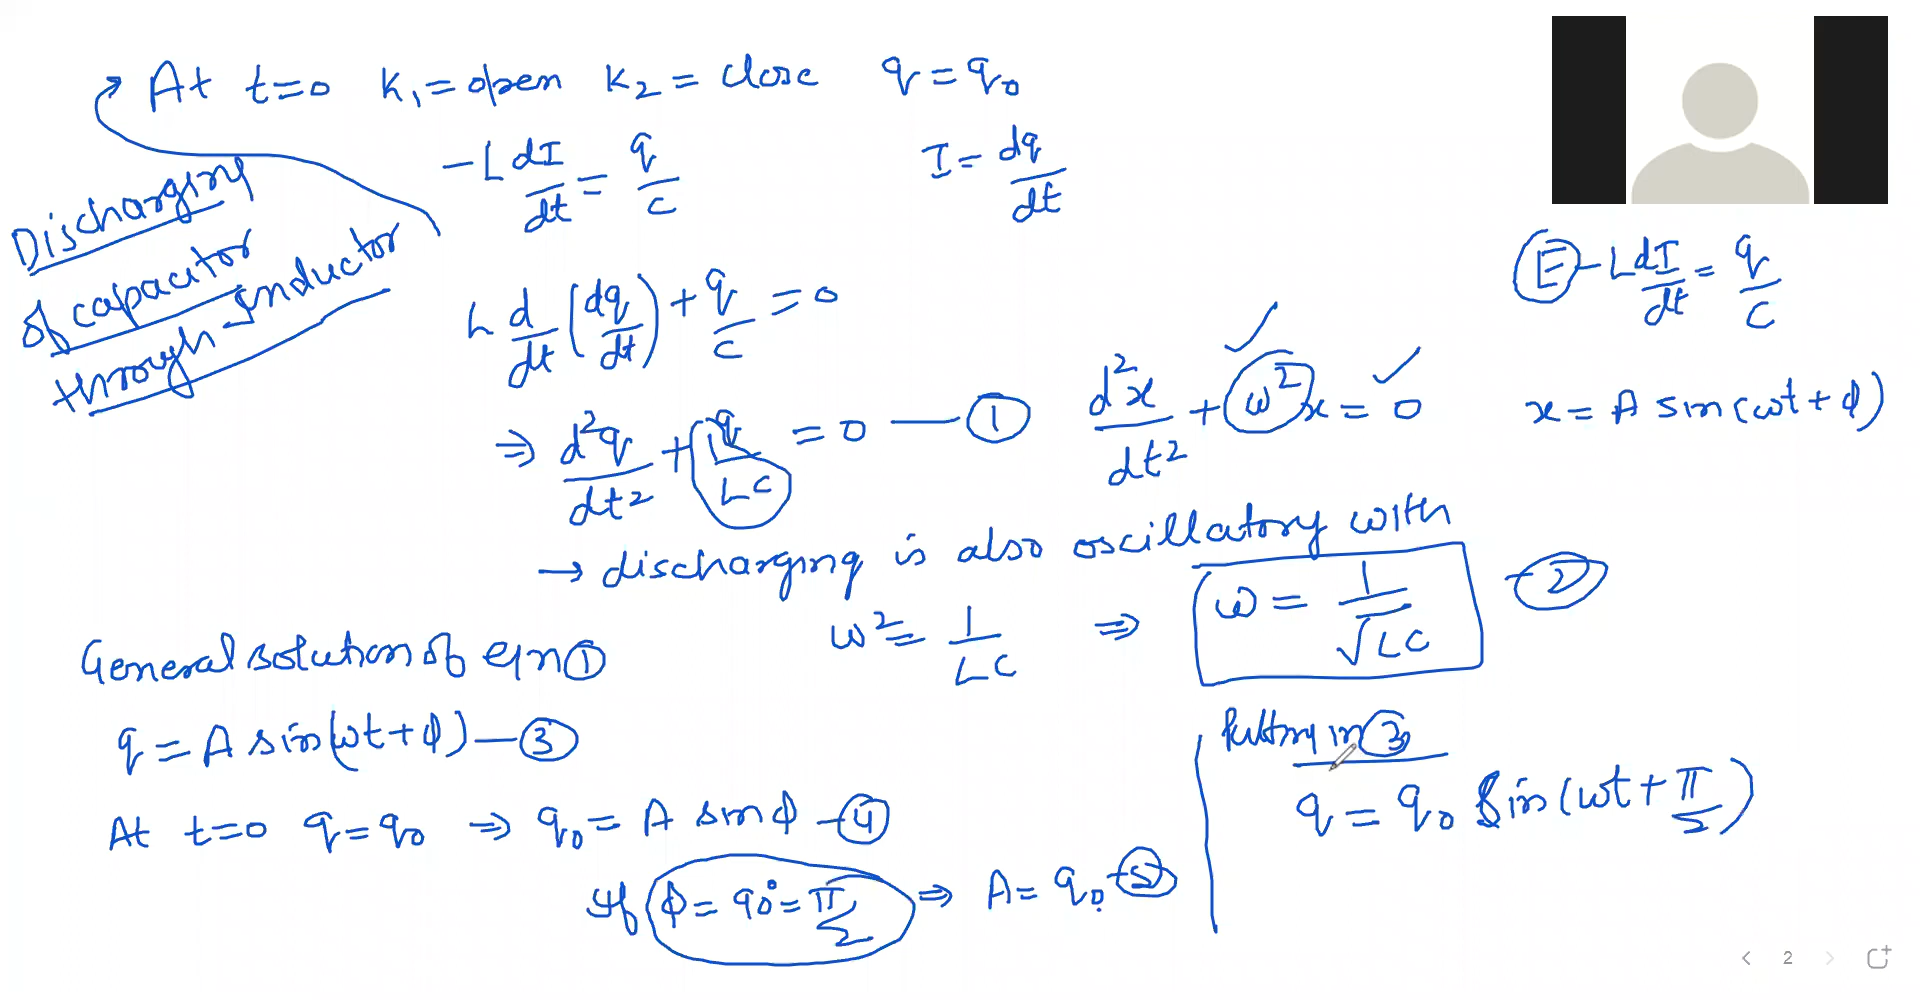 At t=0 K₁=open K₂=close q=q₀
-L dI/dt = q/c I = dq/dt
Discharging of capacitor through Inductor
E - L dI/dt = q/c
L d/dt (dq/dt) + q/c = 0
⇒ d²q/dt² + q/LC = 0 — ①
d²x/dt² + ω²x = 0 x = A sin(ωt+ϕ)
→ discharging is also oscillatory with
ω² = 1/LC ⇒ ω = 1/√LC — ②
General solution of eqn ①
q = A sin(ωt+ϕ) — ③
At t=0 q=q₀ ⇒ q₀ = A sinϕ — ④
If ϕ = 90° = π/2 ⇒ A = q₀ — ⑤
Putting in ③
q = q₀ sin(ωt + π/2)
2